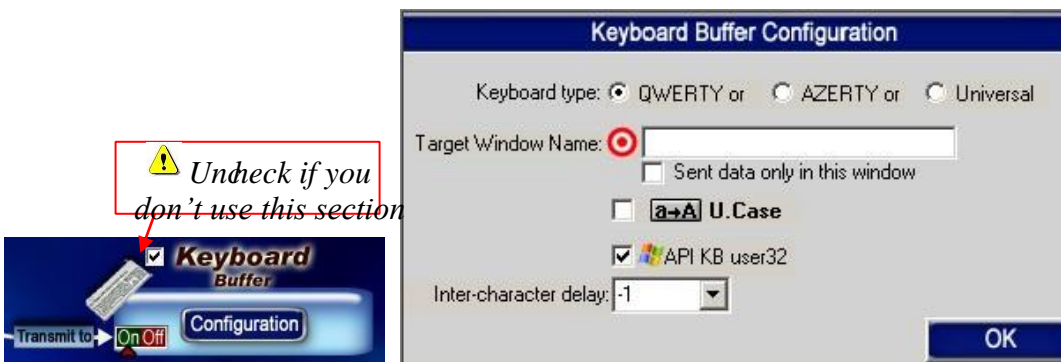 Uncheck if you
don't use this section
Keyboard
Buffer
Configuration
Transmit to
On Off
Keyboard Buffer Configuration
Keyboard type: QWERTY or AZERTY or Universal
Target Window Name:
Sent data only in this window
a→A U.Case
API KB user32
Inter-character delay: -1
OK